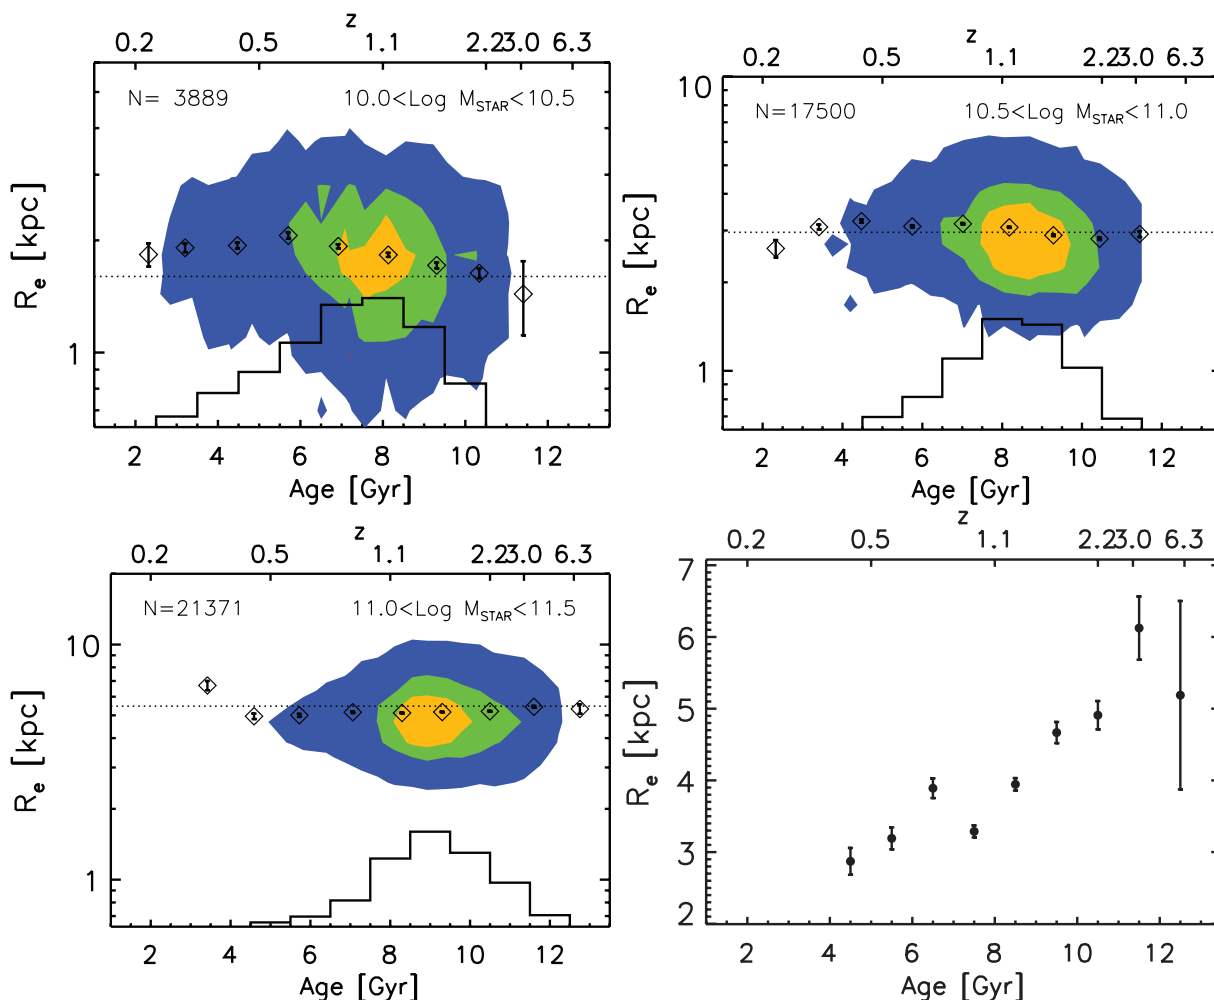 z
0.2 0.5 1.1 2.2 3.0 6.3
N= 3889 10.0<Log M_STAR<10.5
R_e [kpc]
1
2 4 6 8 10 12
Age [Gyr]
z
0.2 0.5 1.1 2.2 3.0 6.3
10
N=17500 10.5<Log M_STAR<11.0
R_e [kpc]
1
2 4 6 8 10 12
Age [Gyr]
z
0.2 0.5 1.1 2.2 3.0 6.3
N=21371 11.0<Log M_STAR<11.5
10
R_e [kpc]
1
2 4 6 8 10 12
Age [Gyr]
z
0.2 0.5 1.1 2.2 3.0 6.3
7
6
5
R_e [kpc]
4
3
2
2 4 6 8 10 12
Age [Gyr]